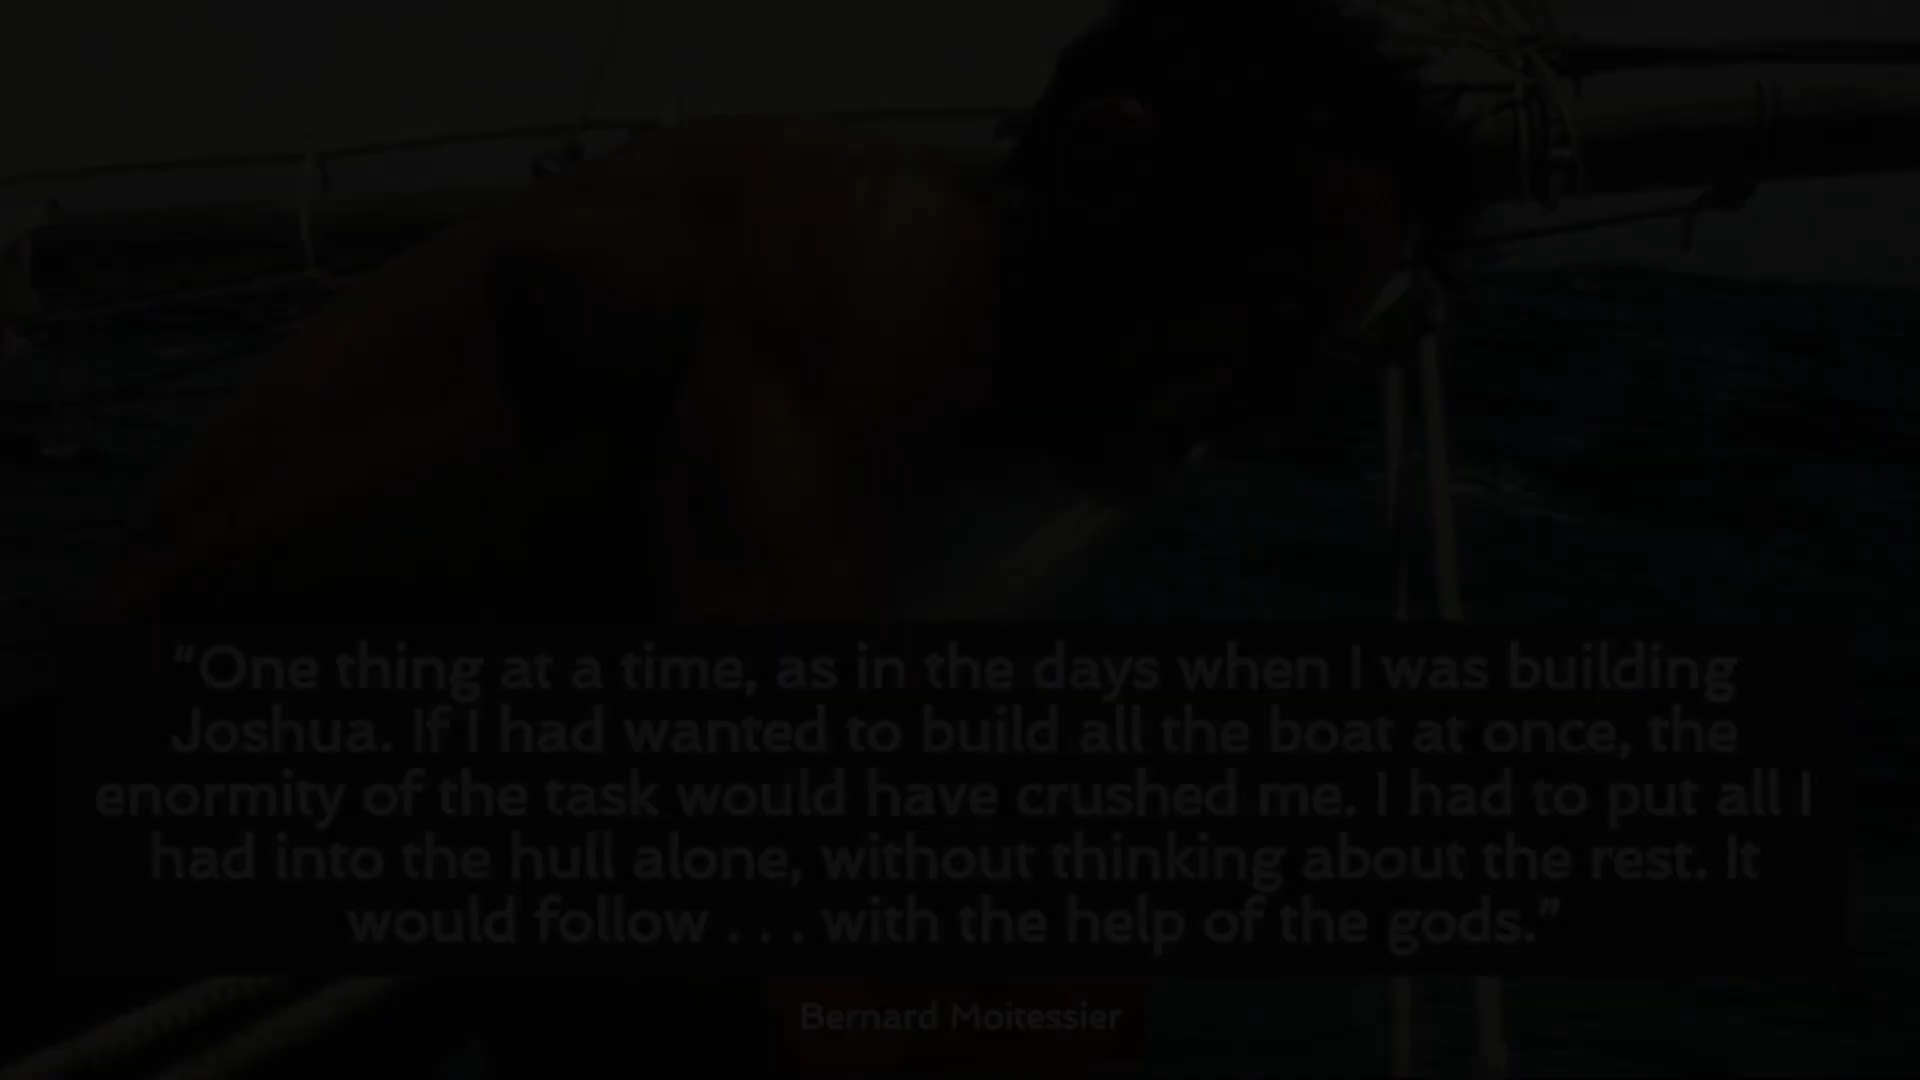 “One thing at a time, as in the days when I was building
Joshua. If I had wanted to build all the boat at once, the
enormity of the task would have crushed me. I had to put all I
had into the hull alone, without thinking about the rest. It
would follow . . . with the help of the gods.”
Bernard Moitessier